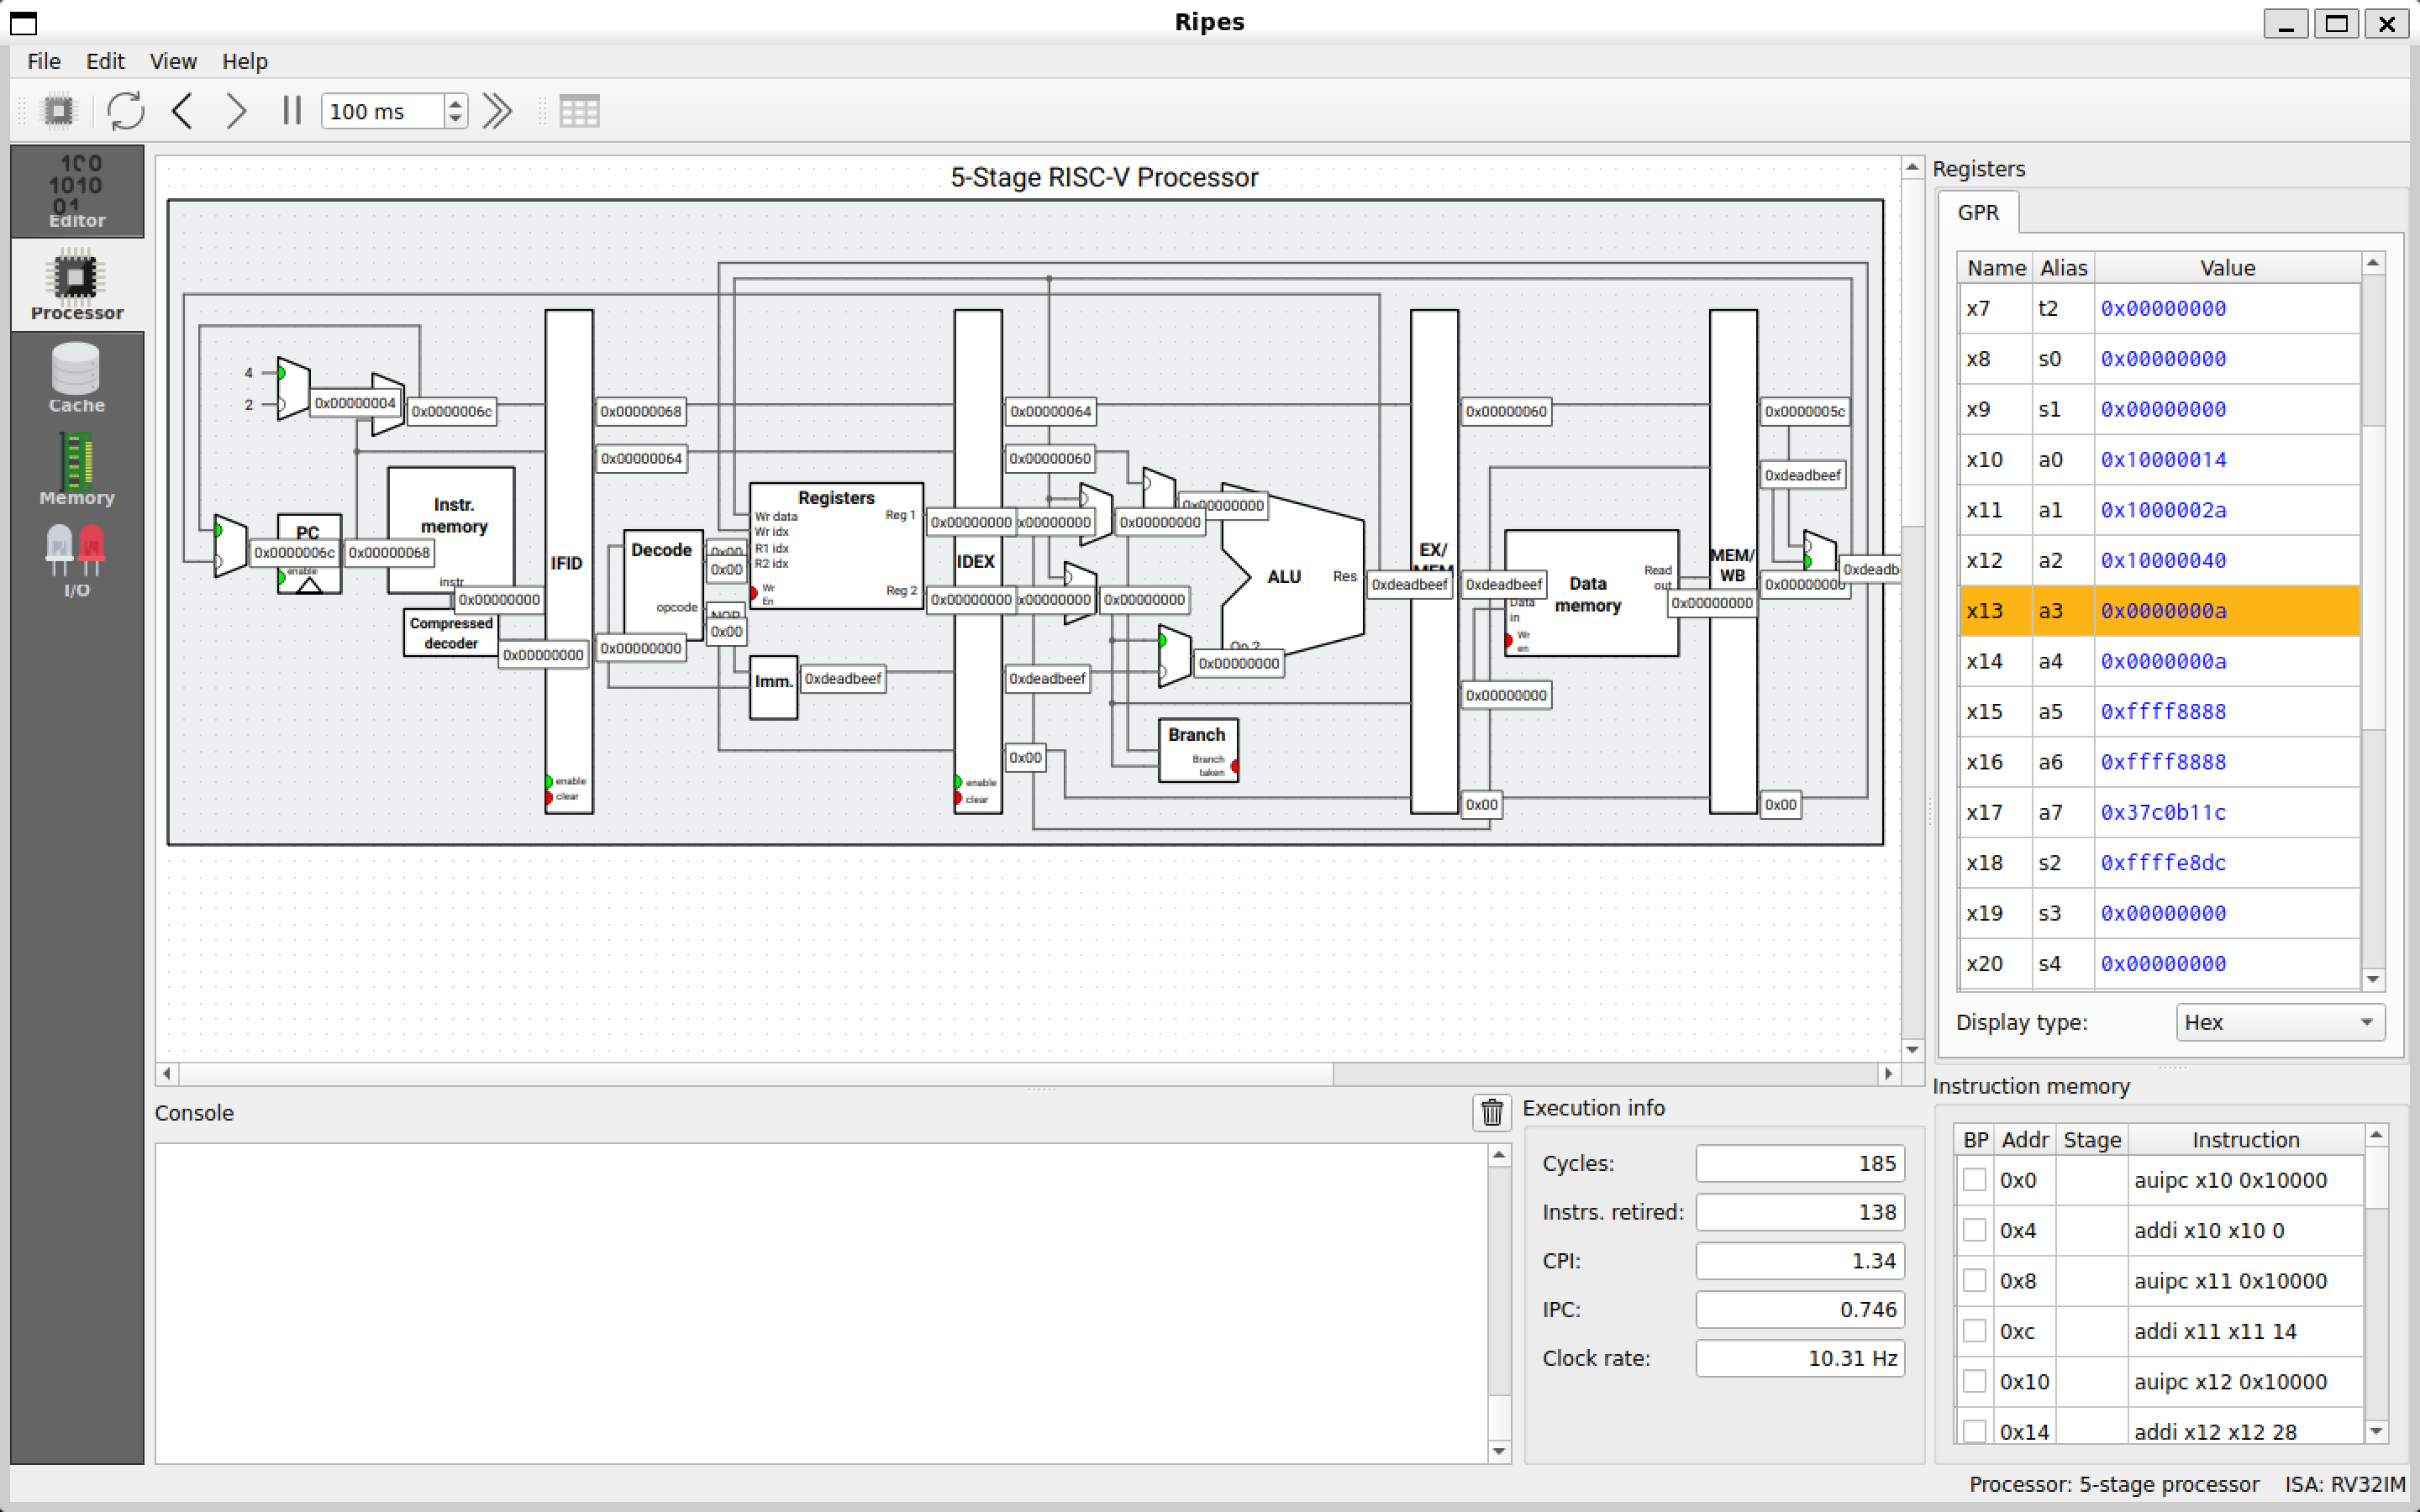 Ripes
File Edit View Help
100 ms
Editor
Processor
Cache
Memory
I/O
5-Stage RISC-V Processor
4
2
0x00000004
0x0000006c
0x00000068
0x00000064
0x00000064
0x00000060
0x00000060
0x0000005c
0xdeadbeef
Instr. memory
instr
PC
enable
0x0000006c
0x00000068
0x00000000
Compressed decoder
0x00000000
IFID
enable
clear
0x00000000
Decode
opcode
0x00
0x00
NOP
0x00
Registers
Wr data
Wr idx
R1 idx
R2 idx
Wr En
Reg 1
Reg 2
Imm.
0xdeadbeef
0x00000000
0x00000000
IDEX
enable
clear
x00000000
x00000000
0x00000000
0x00000000
0x00000000
0xdeadbeef
0x00000000
0x00
ALU
Res
Op 2
Branch
Branch taken
0xdeadbeef
EX/
MEM
0xdeadbeef
0x00000000
0x00
Data memory
Data in
Wr en
Read out
0x00000000
MEM/
WB
0x00000000
0x00
0xdeadb
Registers
GPR
Name Alias Value
x7 t2 0x00000000
x8 s0 0x00000000
x9 s1 0x00000000
x10 a0 0x10000014
x11 a1 0x1000002a
x12 a2 0x10000040
x13 a3 0x0000000a
x14 a4 0x0000000a
x15 a5 0xffff8888
x16 a6 0xffff8888
x17 a7 0x37c0b11c
x18 s2 0xffffe8dc
x19 s3 0x00000000
x20 s4 0x00000000
Display type: Hex
Console
Execution info
Cycles: 185
Instrs. retired: 138
CPI: 1.34
IPC: 0.746
Clock rate: 10.31 Hz
Instruction memory
BP Addr Stage Instruction
0x0 auipc x10 0x10000
0x4 addi x10 x10 0
0x8 auipc x11 0x10000
0xc addi x11 x11 14
0x10 auipc x12 0x10000
0x14 addi x12 x12 28
Processor: 5-stage processor ISA: RV32IM